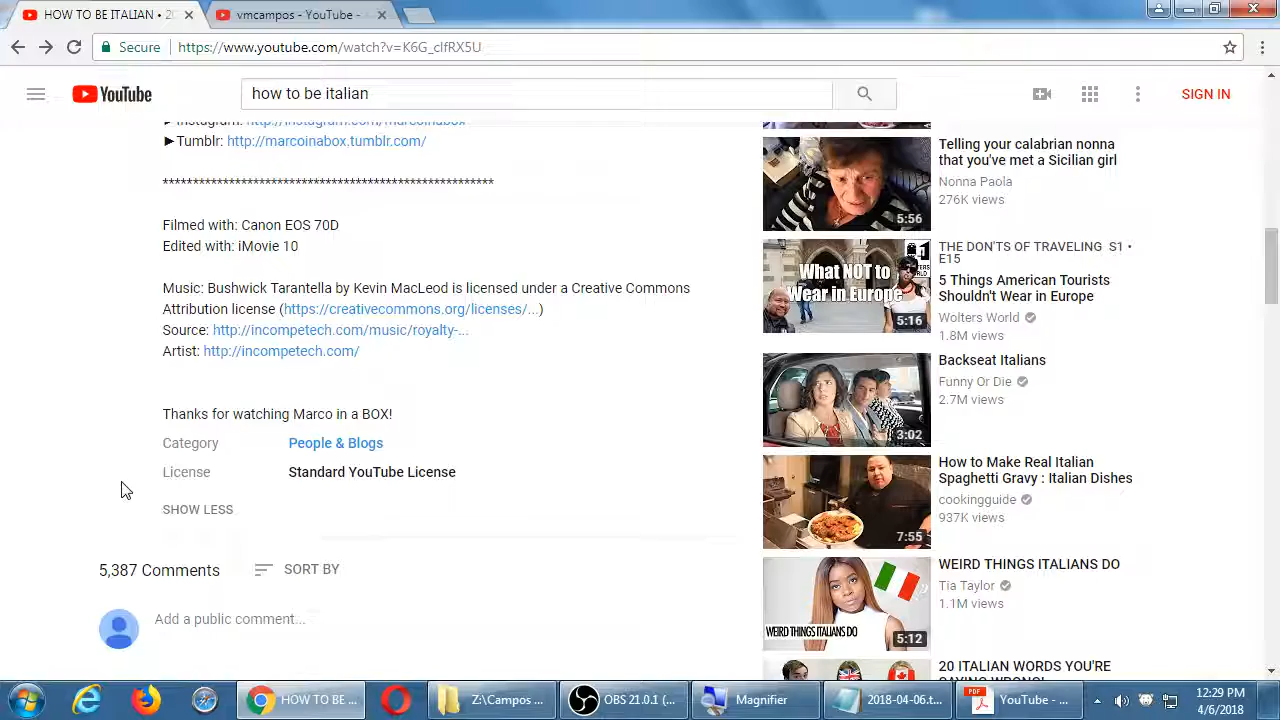 HOW TO BE ITALIAN • 20
vmcampos - YouTube -
Secure https://www.youtube.com/watch?v=K6G_cIfRX5U
YouTube
how to be italian
SIGN IN
►Instagram: http://instagram.com/marcoinabox
►Tumblr: http://marcoinabox.tumblr.com/
*******************************************************
Filmed with: Canon EOS 70D
Edited with: iMovie 10
Music: Bushwick Tarantella by Kevin MacLeod is licensed under a Creative Commons
Attribution license (https://creativecommons.org/licenses/...)
Source: http://incompetech.com/music/royalty-...
Artist: http://incompetech.com/
Thanks for watching Marco in a BOX!
Category People & Blogs
License Standard YouTube License
SHOW LESS
5,387 Comments SORT BY
Add a public comment...
Telling your calabrian nonna
that you've met a Sicilian girl
Nonna Paola
276K views
5:56
THE DON'TS OF TRAVELING S1 •
E15
5 Things American Tourists
Shouldn't Wear in Europe
Wolters World
1.8M views
What NOT to
Wear in Europe
5:16
Backseat Italians
Funny Or Die
2.7M views
3:02
How to Make Real Italian
Spaghetti Gravy : Italian Dishes
cookingguide
937K views
7:55
WEIRD THINGS ITALIANS DO
Tia Taylor
1.1M views
WEIRD THINGS ITALIANS DO
5:12
20 ITALIAN WORDS YOU'RE
SAYING WRONG!
HOW TO BE ...
Z:\Campos ...
OBS 21.0.1 (...
Magnifier
2018-04-06.t...
PDF
YouTube - ...
12:29 PM
4/6/2018